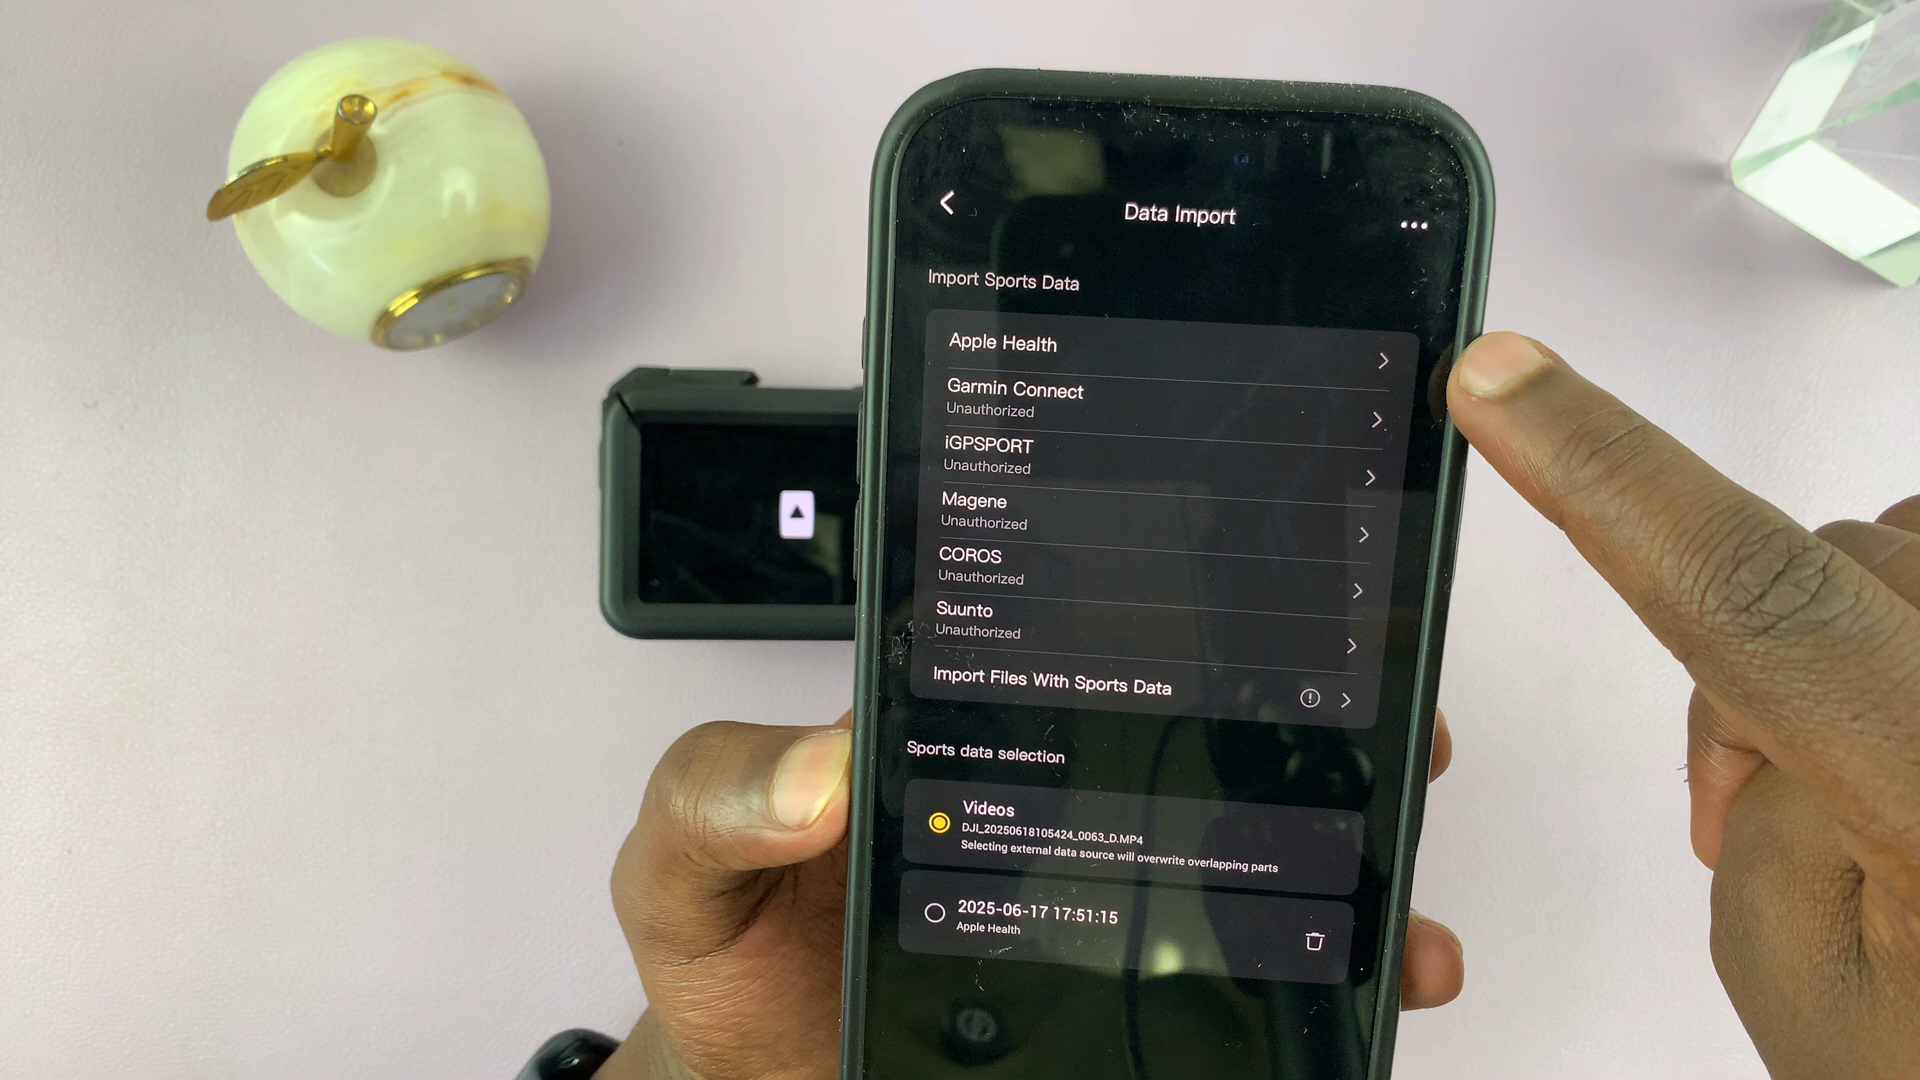 Data Import
Import Sports Data
Apple Health
Garmin Connect
Unauthorized
iGPSPORT
Unauthorized
Magene
Unauthorized
COROS
Unauthorized
Suunto
Unauthorized
Import Files With Sports Data
Sports data selection
Videos
DJI_20250618105424_0063_D.MP4
Selecting external data source will overwrite overlapping parts
2025-06-17 17:51:15
Apple Health